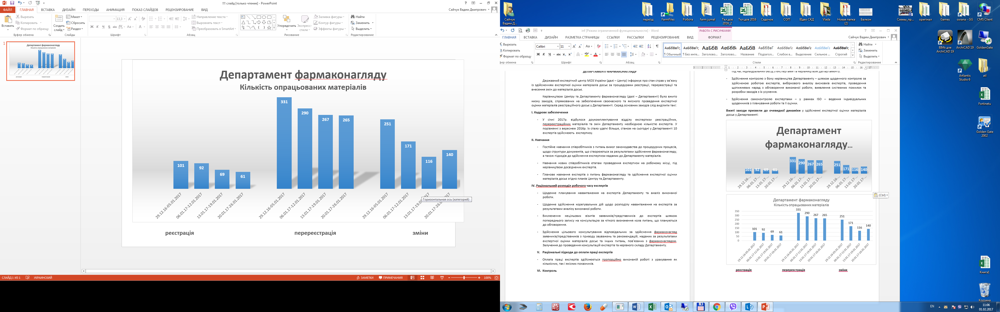 !!!! слайд [только чтение] - PowerPoint
ФАЙЛ ГЛАВНАЯ ВСТАВКА ДИЗАЙН ПЕРЕХОДЫ АНИМАЦИЯ ПОКАЗ СЛАЙДОВ РЕЦЕНЗИРОВАНИЕ ВИД
Сайчук Вадим Дмитрович
Вставить
Вырезать
Копировать
Формат по образцу
Буфер обмена
Создать слайд
Макет
Сбросить
Раздел
Слайды
13,3
Шрифт
Направление текста
Выровнять текст
Преобразовать в SmartArt
Абзац
Упорядочить
Экспресс-стили
Заливка фигуры
Контур фигуры
Эффекты фигуры
Рисование
Найти
Заменить
Выделить
Редактирование
1
Департамент фармаконагляду
Кількість опрацьованих матеріалів
Департамент фармаконагляду
Кількість опрацьованих матеріалів
101 92 69 61
331 290 267 265
251 171 116 140
29.12.16-05.01.2017 06.01.17-12.01.2017 13.01.17-19.01.2017 20.01.17-26.01.2017
29.12.16-05.01.2017 06.01.17-12.01.2017 13.01.17-19.01.2017 20.01.17-26.01.2017
29.12.16-05.01.2017 06.01.17-12.01.2017 13.01.17-19.0 20.01.17-26.01.2017
Горизонтальная ось (категорий)
реєстрація перереєстрація зміни
СЛАЙД 1 ИЗ 1 УКРАИНСКИЙ
ЗАМЕТКИ ПРИМЕЧАНИЯ 100%
Сайчук Вадим Д...
переїзд
FarmFiles
Робота
farm jurnal
Тел.дов 2016_2
Тел.дов 2016
Садочок
СОП
Відео СКД
Vlada
Новая папка (2)
Балкон
Схемы_пр...
оригінал
Games
oxrana - GG
CMS Client
inf [Режим ограниченной функциональности] - Word
РАБОТА С РИСУНКАМИ
ГЛАВНАЯ ВСТАВКА ДИЗАЙН РАЗМЕТКА СТРАНИЦЫ ССЫЛКИ РАССЫЛКИ РЕЦЕНЗИРОВАНИЕ ВИД ФОРМАТ
Сайчук Вадим Дмитрович
Вырезать
Копировать
Формат по образцу
фер обмена
Calibri 11
Шрифт
Абзац
¶ Обычный ¶ Без инте... Заголово... Заголово... Название Подзагол... Слабое в... Выделение Сильное ... Строгий
Стили
Найти
Заменить
Выделить
Редактирование
ДЕПАРТАМЕНТІ ФАРМАКОНАГЛЯДУ
Державний експертний центр МОЗ України (далі – Центр) інформує про стан справ у зв’язку
із здійсненням експертної оцінки матеріалів досьє за процедурами реєстрації, перереєстрації та
внесення змін до матеріалів досьє.
Керівництвом Центру та Департаменту фармаконагляду (далі – Департамент) було вжито
низку заходів, спрямованих на забезпечення своєчасного та якісного проведення експертної
оцінки матеріалів реєстраційного досьє у Департаменті. Серед основних заходів слід виділити такі:
I. Кадрове забезпечення
- У січні 2017р. відбулося доукомплектування відділу експертизи реєстраційних,
перереєстраційних матеріалів та змін Департаменту необхідною кількістю експертів. У
порівнянні з вереснем 2016р. їх стало удвічі більше, станом на сьогодні у Департаменті 10
експертів здійснюють експертизу.
II. Навчання
- Постійне навчання співробітників з питань вимог законодавства до процедурних процесів,
щодо структури документів, що створюються за результатами здійснення фармаконагляду,
а також підходів до здійснення експертизи наданих до Департаменту матеріалів.
- Навчання нових співробітників етапам проведення експертизи на робочому місці, під
керівництвом досвідчених експертів.
- Планове навчання експертів з питань фармаконагляду та здійснення експертної оцінки
матеріалів досьє згідно планів Центру та Департаменту.
IV. Раціональний розподіл робочого часу експертів
- Щоденне планування навантаження на експертів Департаменту та аналіз виконаної
роботи.
- Щоденне здійснення корегувальних дій щодо розподілу навантаження на експертів за
результатами аналізу виконаної роботи.
- Виключення нецільових візитів заявників/представників до експертів шляхом
попереднього запису на консультацію за чіткого визначення кола питань, що плануються
до обговорення.
- Здійснення цільового консультування відповідальних за здійснення фармаконагляд
заявників/представників з приводу зауважень та рекомендацій, наданих за результатами
експертної оцінки матеріалів досьє та інших питань, пов’язаних з фармаконаглядом.
Залучення до проведення консультацій експертів та керівного складу Департаменту.
V. Раціональні підходи до оплати праці експертів
- Оплата праці експертів здійснюється пропорційно виконаній роботі з урахування як
кількісних, так і якісних показників.
VI. Контроль
під час індивідуальних бесід з експертами та керівництвом Департаменту.
- Здійснення контролю з боку керівництва Департаменту – шляхом щоденного контролю за
здійсненою роботою експертів, вибіркового аналізу висновків експертів, проведення
щотижневих нарад з обговорення виконаної роботи, виявлення системних помилок та
розробки заходів з їх усунення.
- Здійснення самоконтролю експертами – у рамках ISO – ведення індивідуальних
щоденників з планування роботи та її оцінки.
Вжиті заходи призвели до очевидної динаміки у здійсненні експертної оцінки матеріалів
досьє у Департаменті:
Департамент
фармаконагляду...
101 92 69 61 331 290 267 265 251 171 116 140
29.12.16-... 06.01.17-... 13.01.17-... 20.01.17-... 29.12.16-... 06.01.17-... 13.01.17-... 20.01.17-... 29.12.16-... 06.01.17-... 13.01.17-... 20.01.17-...
(Ctrl)
Департамент фармаконагляду
Кількість опрацьованих матеріалів
350
300
250
200
150
100
50
0
101 92 69 61 331 290 267 265 251 171 116 140
29.12.16-05.01.2017 06.01.17-12.01.2017 13.01.17-19.01.2017 20.01.17-26.01.2017 29.12.16-05.01.2017 06.01.17-12.01.2017 13.01.17-19.01.2017 20.01.17-26.01.2017 29.12.16-05.01.2017 06.01.17-12.01.2017 13.01.17-19.01.2017 20.01.17-26.01.2017
реєстрація перереєстрація зміни
BIMx для ArchiCAD 19
ArchiCAD 19
GoldenGate
Artlantis Studio 6
atl
Fortinetu
Golden Gate 2002
Книга1
Корзина
EN
11:06
01.02.2017